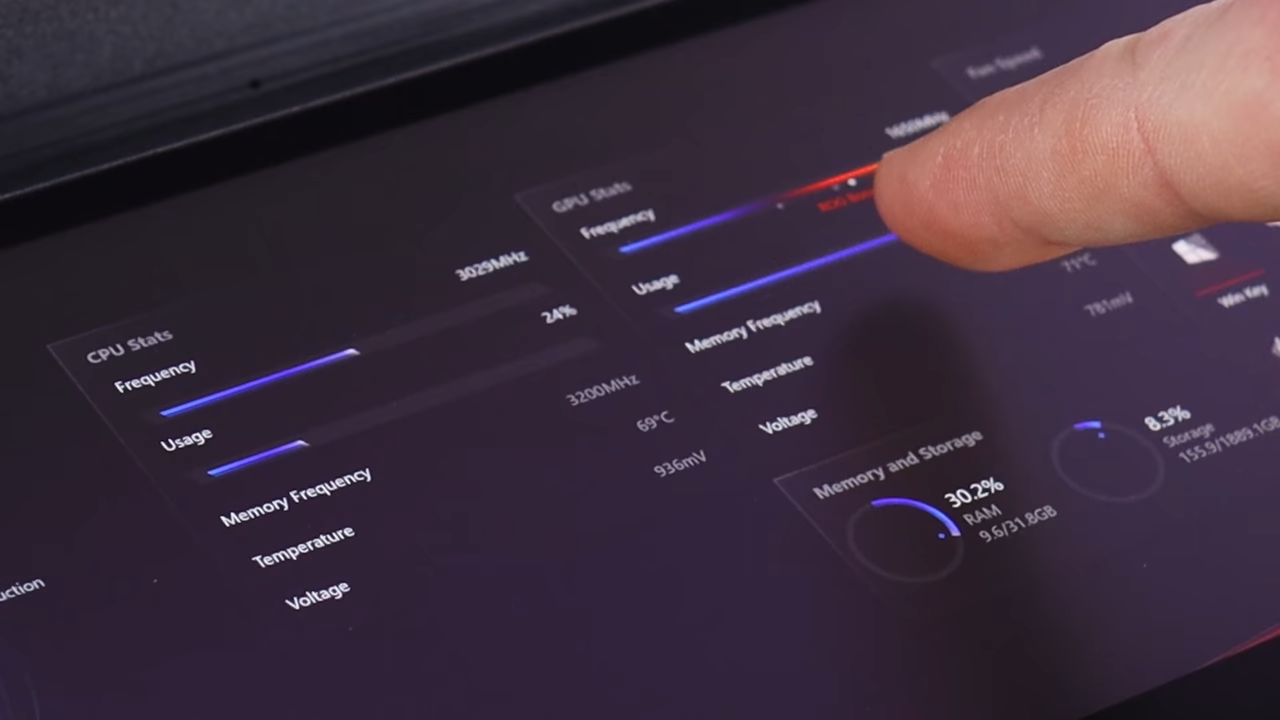 CPU Stats
Frequency
3029MHz
Usage
24%
Memory Frequency
3200MHz
Temperature
69°C
Voltage
936mV
GPU Stats
Frequency
1650MHz
Usage
Memory Frequency
Temperature
71°C
Voltage
781mV
Memory and Storage
30.2%
RAM
9.6/31.8GB
8.3%
Storage
155.9/1889.1GB
Fan Speed
Win Key
uction